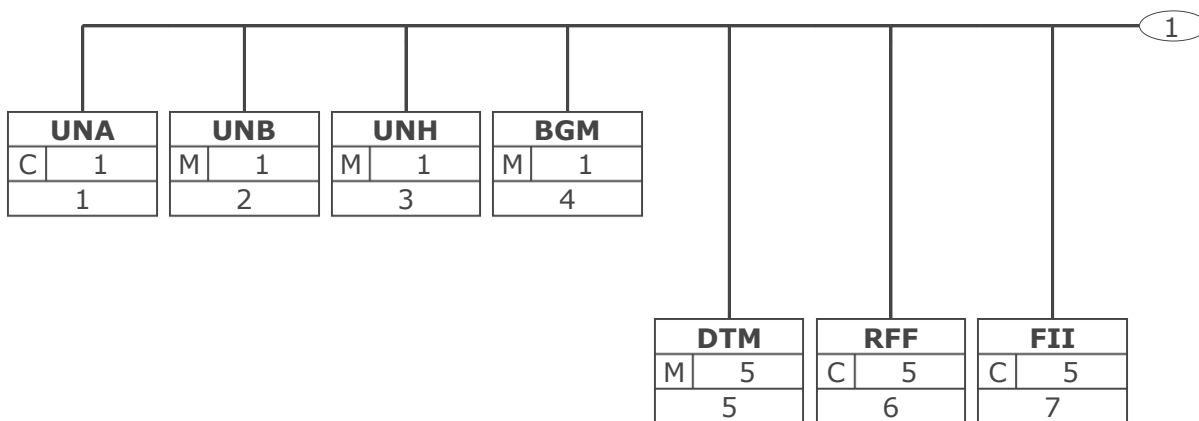 1
UNA UNB UNH BGM
C 1 M 1 M 1 M 1
1 2 3 4
DTM RFF FII
M 5 C 5 C 5
5 6 7